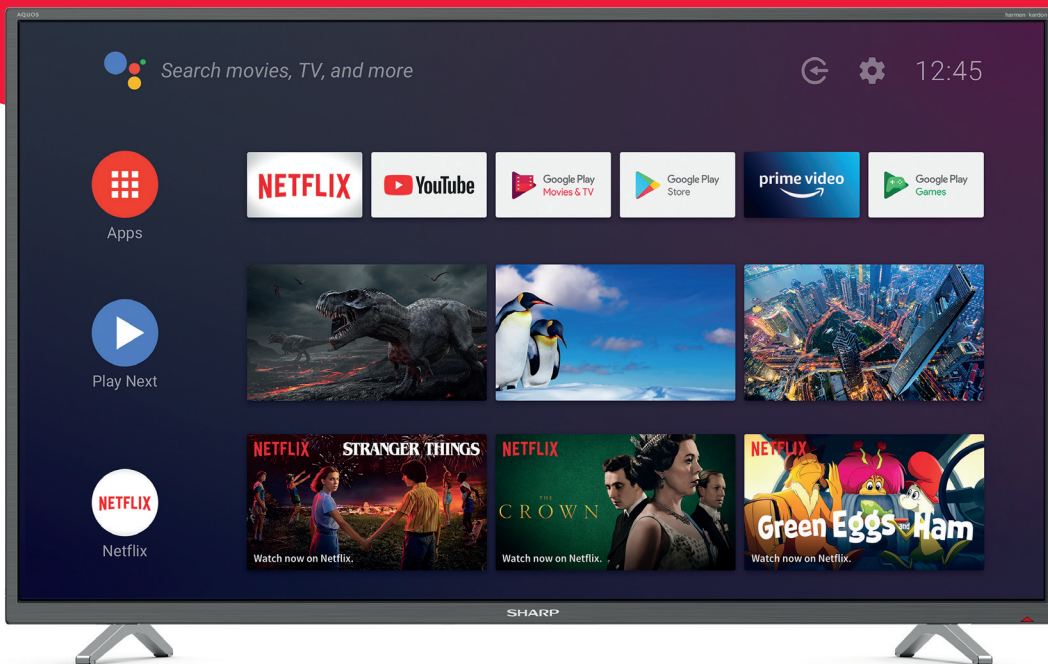 AQUOS
harman/kardon
Search movies, TV, and more
12:45
NETFLIX
YouTube
Google Play
Movies & TV
Google Play
Store
prime video
Google Play
Games
Apps
Play Next
NETFLIX
STRANGER THINGS
Watch now on Netflix.
NETFLIX
THE
CROWN
Watch now on Netflix.
NETFLIX
Green Eggs and Ham
Watch now on Netflix.
NETFLIX
Netflix
SHARP